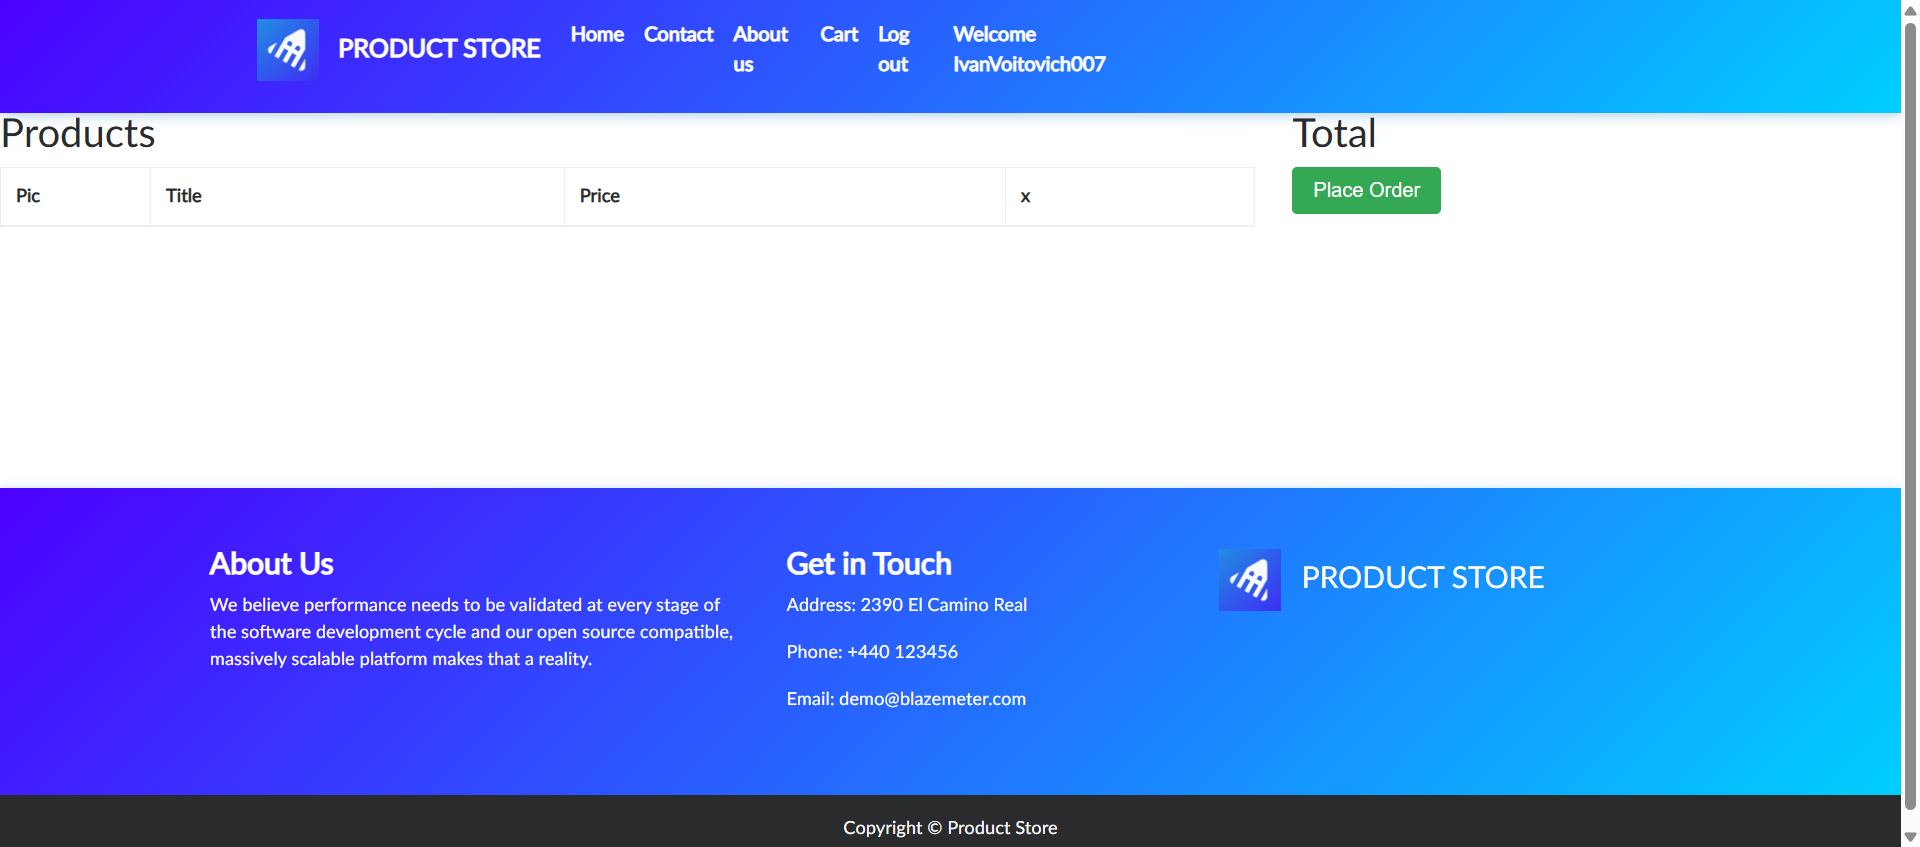 PRODUCT STORE
Home
Contact
About
us
Cart
Log
out
Welcome
IvanVoitovich007
Products
Total
Pic
Title
Price
x
Place Order
About Us
We believe performance needs to be validated at every stage of
the software development cycle and our open source compatible,
massively scalable platform makes that a reality.
Get in Touch
Address: 2390 El Camino Real
Phone: +440 123456
Email: demo@blazemeter.com
PRODUCT STORE
Copyright © Product Store